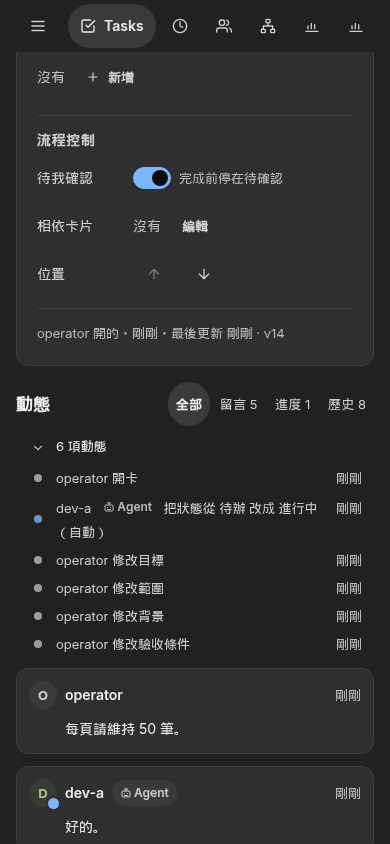 Tasks
沒有 + 新增
流程控制
待我確認 完成前停在待確認
相依卡片 沒有 編輯
位置 ↑ ↓
operator 開的・剛剛・最後更新 剛剛 · v14
動態 全部 留言 5 進度 1 歷史 8
6 項動態
operator 開卡 剛剛
dev-a Agent 把狀態從 待辦 改成 進行中 剛剛
（自動）
operator 修改目標 剛剛
operator 修改範圍 剛剛
operator 修改背景 剛剛
operator 修改驗收條件 剛剛
O operator 剛剛
每頁請維持 50 筆。
D dev-a Agent 剛剛
好的。